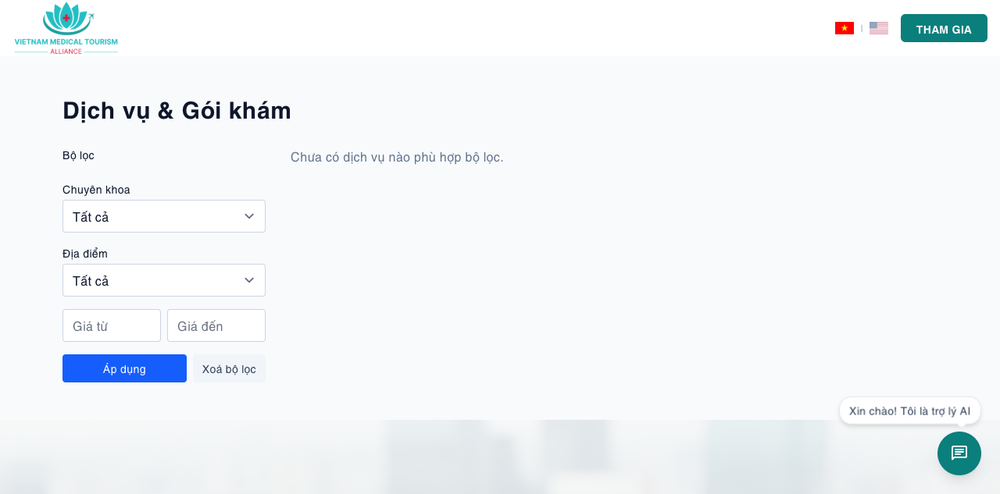 VIETNAM MEDICAL TOURISM
ALLIANCE
THAM GIA
Dịch vụ & Gói khám
Bộ lọc
Chưa có dịch vụ nào phù hợp bộ lọc.
Chuyên khoa
Tất cả
Địa điểm
Tất cả
Giá từ
Giá đến
Áp dụng
Xoá bộ lọc
Xin chào! Tôi là trợ lý AI